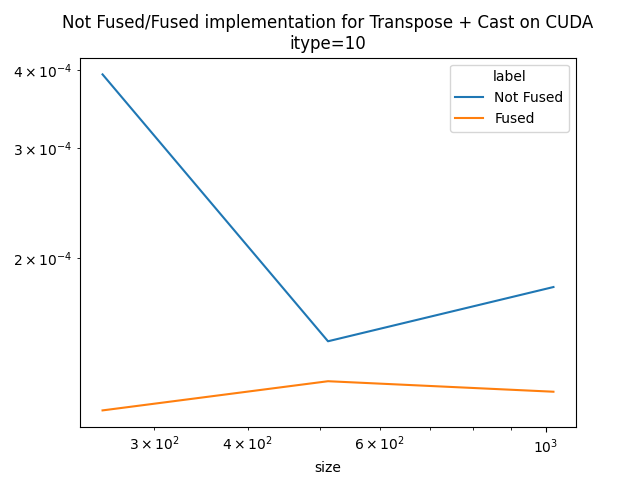 Not Fused/Fused implementation for Transpose + Cast on CUDA
itype=10
label
Not Fused
Fused
4 × 10⁻⁴
3 × 10⁻⁴
2 × 10⁻⁴
3 × 10² 4 × 10² 6 × 10² 10³
size